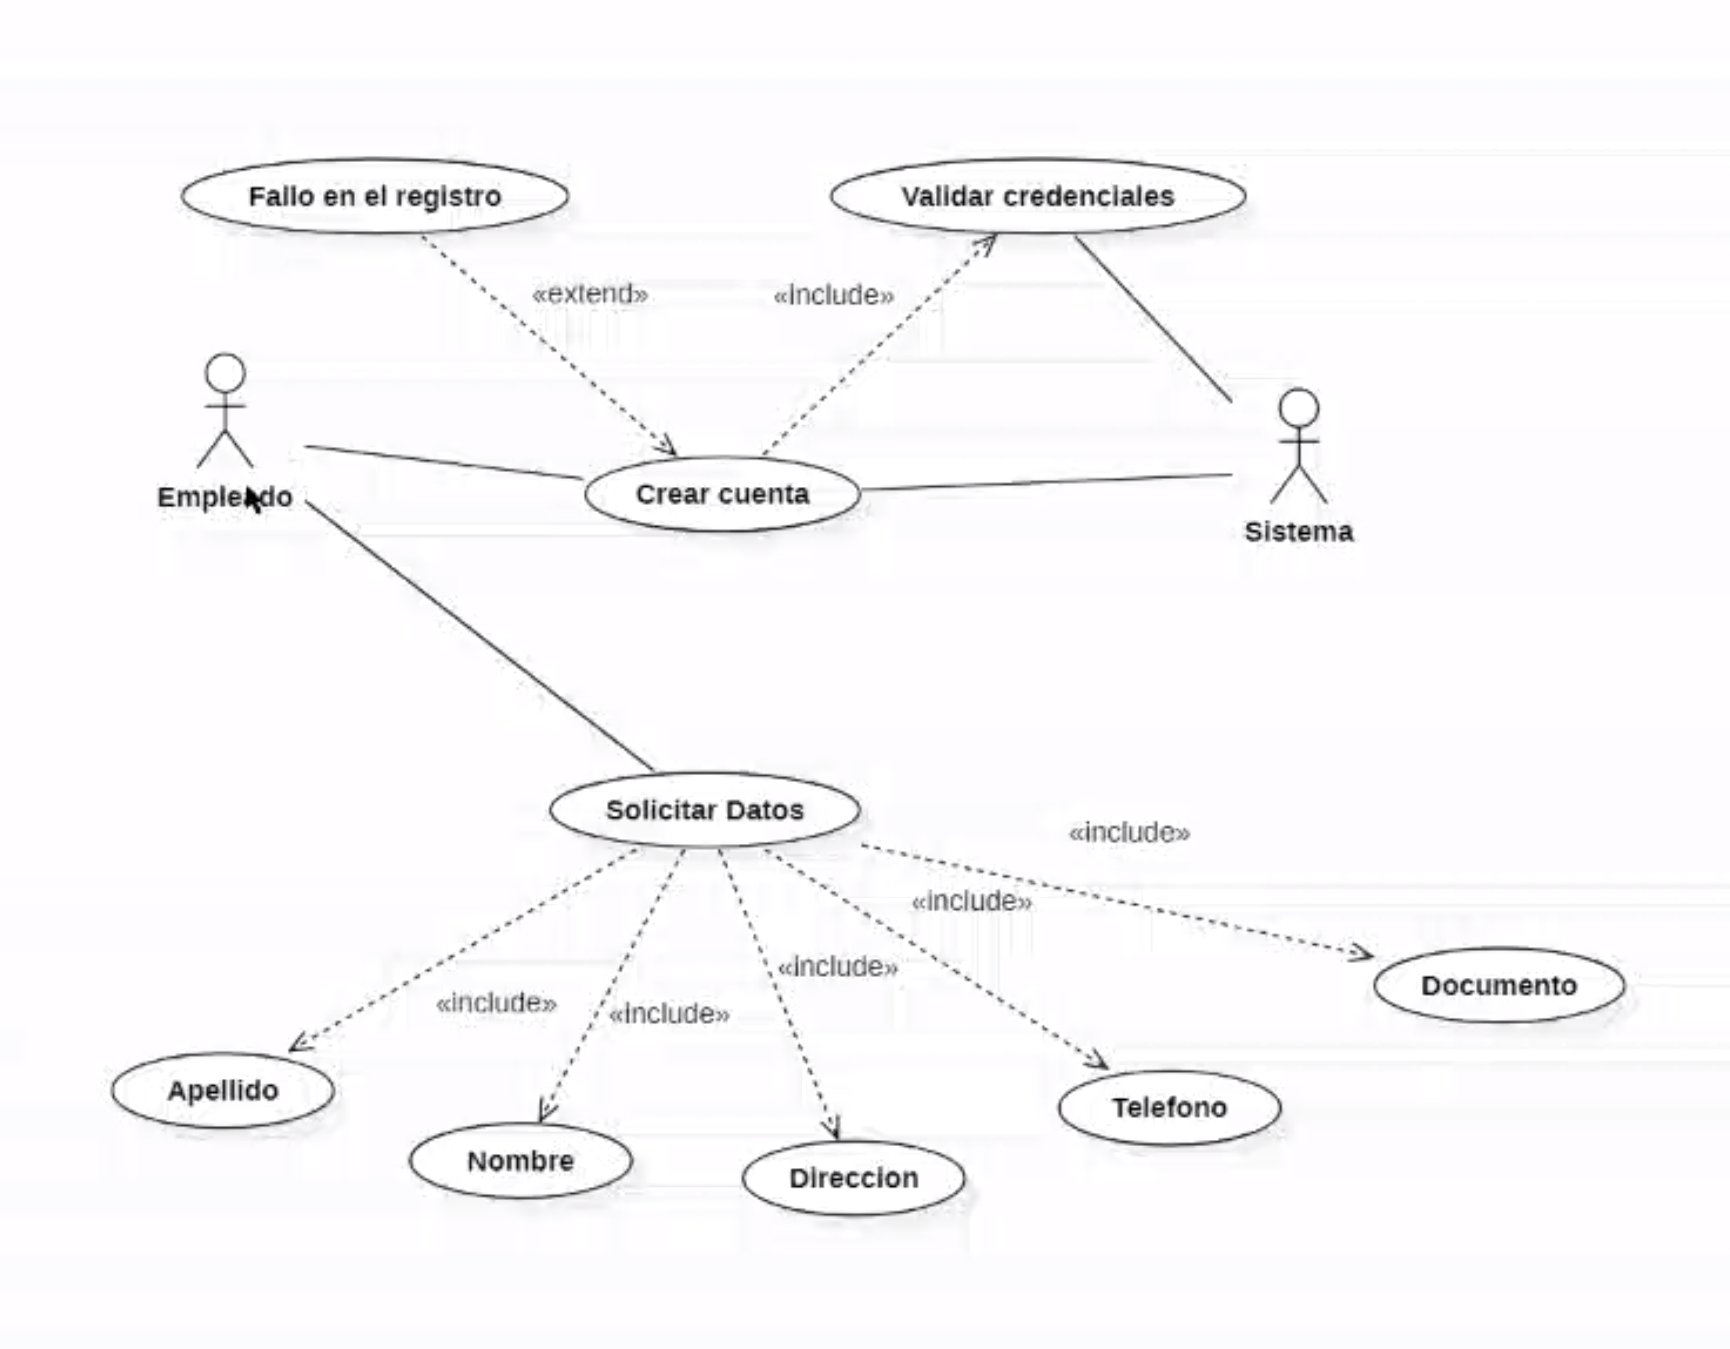 Fallo en el registro
Validar credenciales
«extend»
«include»
Empleado
Crear cuenta
Sistema
Solicitar Datos
«include»
«include»
«include»
«include»
«include»
Documento
Apellido
Telefono
Nombre
Direccion